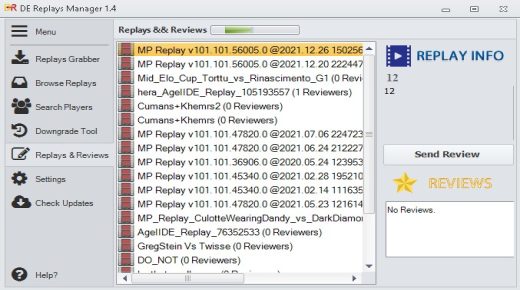 DE Replays Manager 1.4
Menu
Replays Grabber
Browse Replays
Search Players
Downgrade Tool
Replays & Reviews
Settings
Check Updates
Help?
Replays && Reviews
MP Replay v101.101.56005.0 @2021.12.26 150256
MP Replay v101.101.56005.0 @2021.12.20 222447
Mid_Elo_Cup_Torttu_vs_Rinascimento_G1 (0 Reviewers)
hera_AgeIIDE_Replay_105193557 (1 Reviewers)
Cumans+Khemrs2 (0 Reviewers)
Cumans+Khmers (0 Reviewers)
MP Replay v101.101.47820.0 @2021.07.06 224723
MP Replay v101.101.47820.0 @2021.06.24 212227
MP Replay v101.101.36906.0 @2020.05.24 123953
MP Replay v101.101.45340.0 @2021.02.28 195210
MP Replay v101.101.45340.0 @2021.02.14 111635
MP Replay v101.101.47820.0 @2021.05.23 121614
MP_Replay_CulotteWearingDandy_vs_DarkDiamon
AgeIIDE_Replay_76352533 (0 Reviewers)
GregStein Vs Twisse (0 Reviewers)
DO_NOT (0 Reviewers)
REPLAY INFO
12
12
Send Review
REVIEWS
No Reviews.